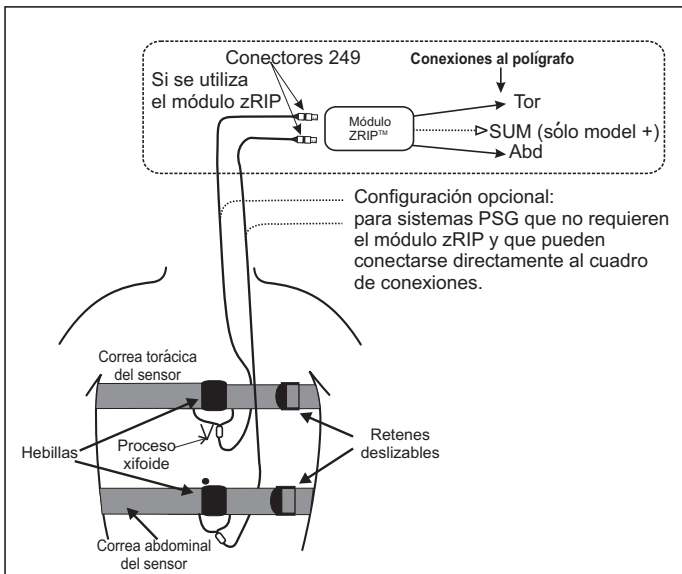 Conectores 249
Conexiones al polígrafo
Si se utiliza
el módulo zRIP
Módulo
ZRIP™
Tor
SUM (sólo model +)
Abd
Configuración opcional:
para sistemas PSG que no requieren
el módulo zRIP y que pueden
conectarse directamente al cuadro
de conexiones.
Correa torácica
del sensor
Hebillas
Proceso
xifoide
Retenes
deslizables
Correa abdominal
del sensor